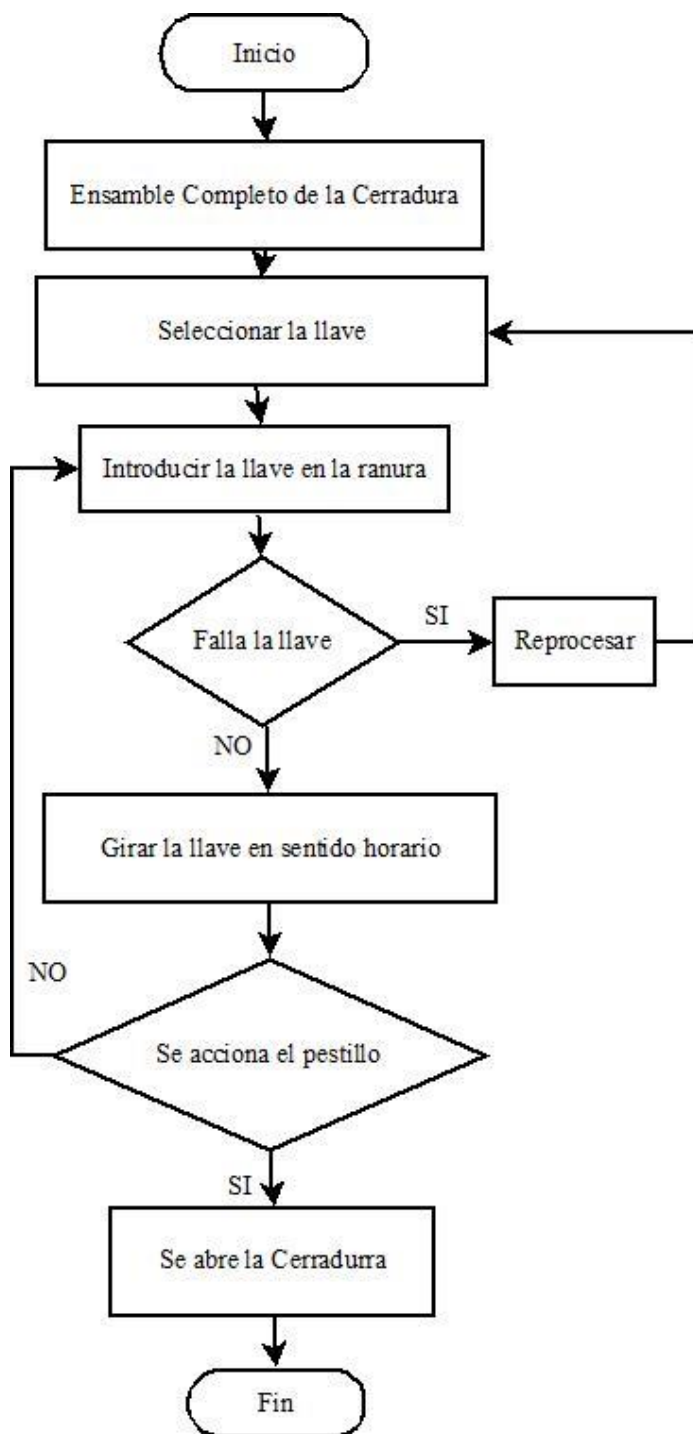 Inicio
Ensamble Completo de la Cerradura
Seleccionar la llave
Introducir la llave en la ranura
Falla la llave
SI
Reprocesar
NO
Girar la llave en sentido horario
NO
Se acciona el pestillo
SI
Se abre la Cerradurra
Fin